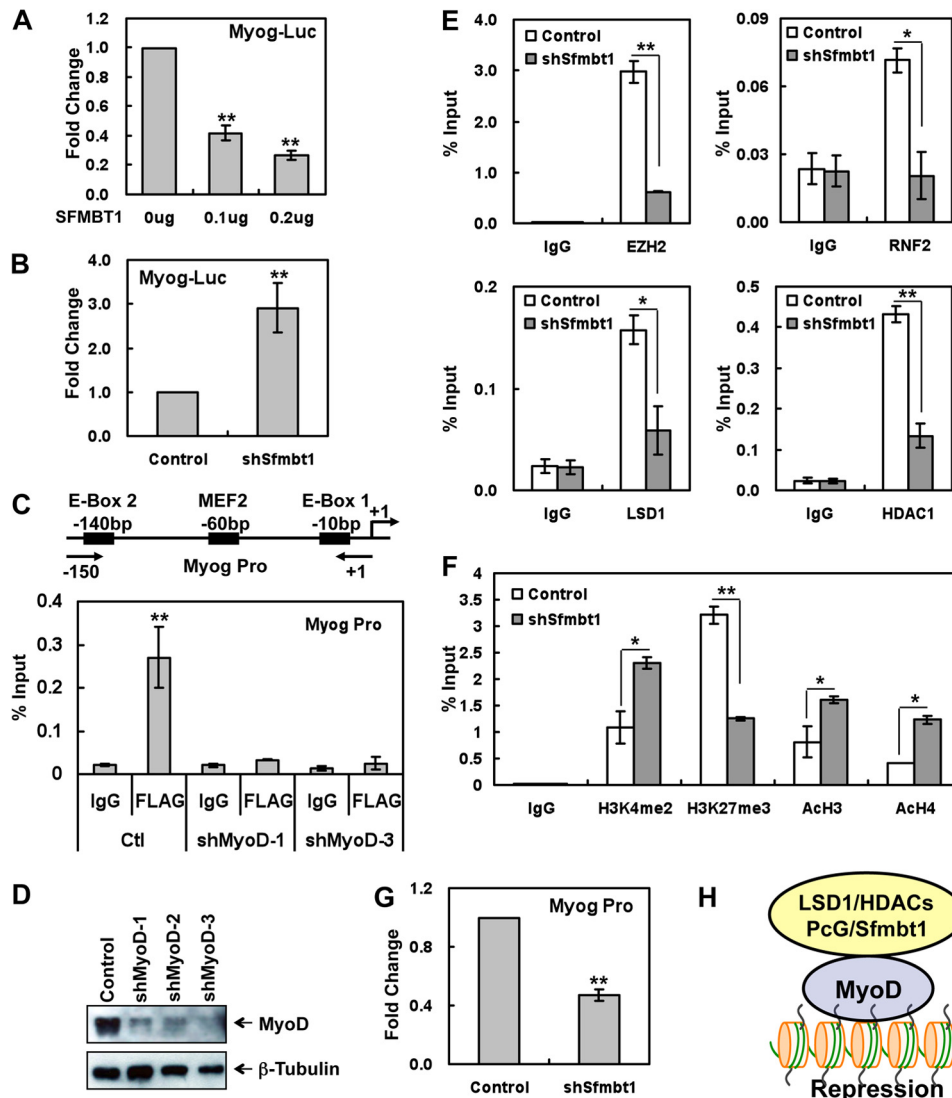 A
Myog-Luc
Fold Change
1.0
0.8
0.6
0.4
0.2
0.0
**
**
SFMBT1
0ug
0.1ug
0.2ug
B
Myog-Luc
Fold Change
4.0
3.0
2.0
1.0
0.0
**
Control
shSfmbt1
C
E-Box 2
MEF2
E-Box 1
-140bp
-60bp
-10bp
+1
-150
Myog Pro
+1
Myog Pro
% Input
0.4
0.3
0.2
0.1
0
**
IgG
FLAG
IgG
FLAG
IgG
FLAG
Ctl
shMyoD-1
shMyoD-3
D
Control
shMyoD-1
shMyoD-2
shMyoD-3
MyoD
β-Tubulin
E
Control
shSfmbt1
% Input
4.0
3.0
2.0
1.0
0.0
**
IgG
EZH2
Control
shSfmbt1
% Input
0.09
0.06
0.03
0.00
*
IgG
RNF2
Control
shSfmbt1
% Input
0.2
0.1
0.0
*
IgG
LSD1
Control
shSfmbt1
% Input
0.5
0.4
0.3
0.2
0.1
0.0
**
IgG
HDAC1
F
Control
shSfmbt1
% Input
4
3.5
3
2.5
2
1.5
1
0.5
0
*
**
*
*
IgG
H3K4me2
H3K27me3
AcH3
AcH4
G
Myog Pro
Fold Change
1.2
0.8
0.4
0.0
**
Control
shSfmbt1
H
LSD1/HDACs
PcG/Sfmbt1
MyoD
Repression